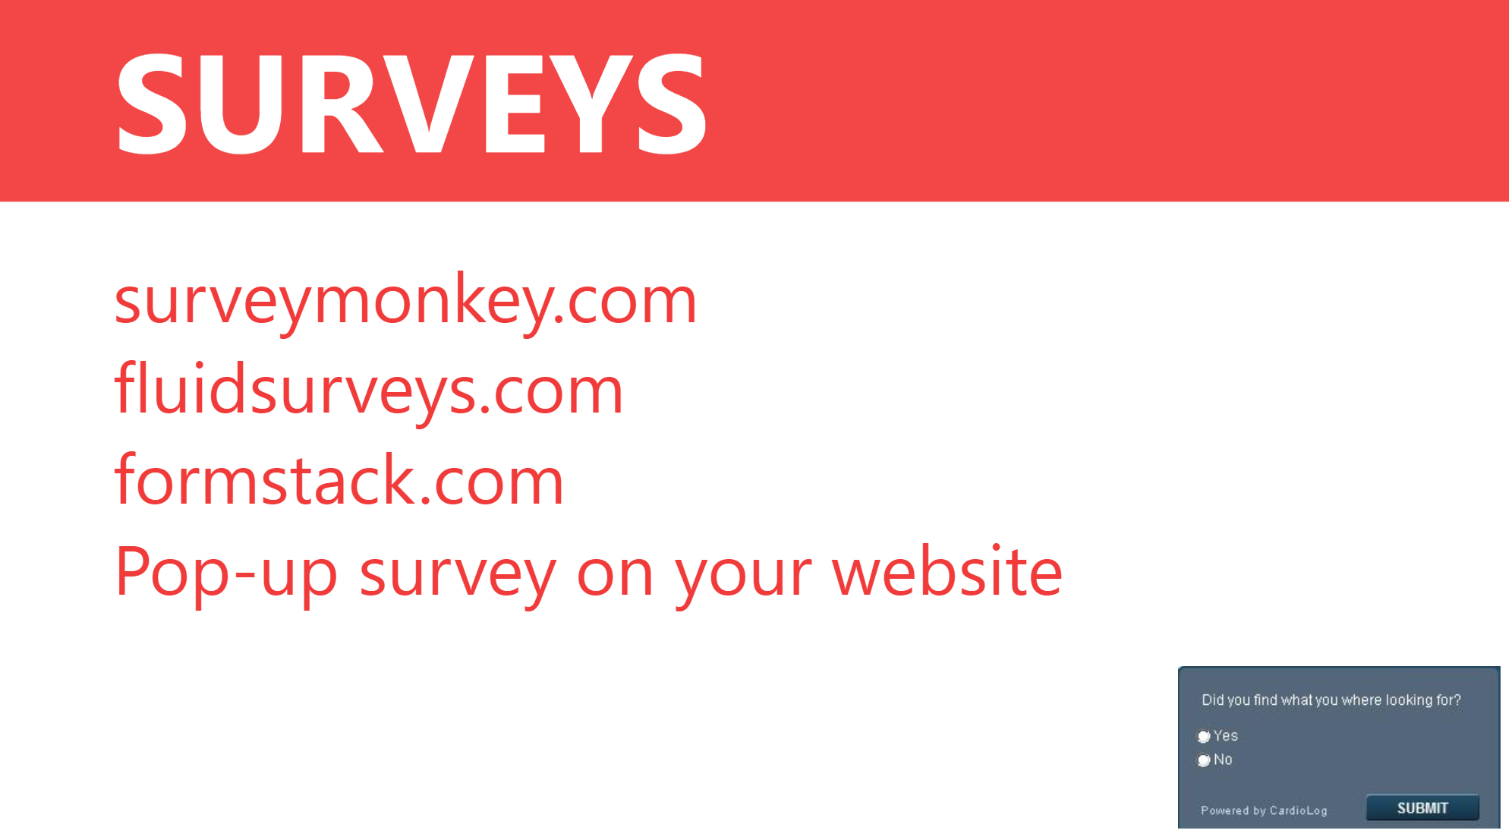 SURVEYS
surveymonkey.com
fluidsurveys.com
formstack.com
Pop-up survey on your website
Did you find what you where looking for?
Yes
No
Powered by CardioLog
SUBMIT